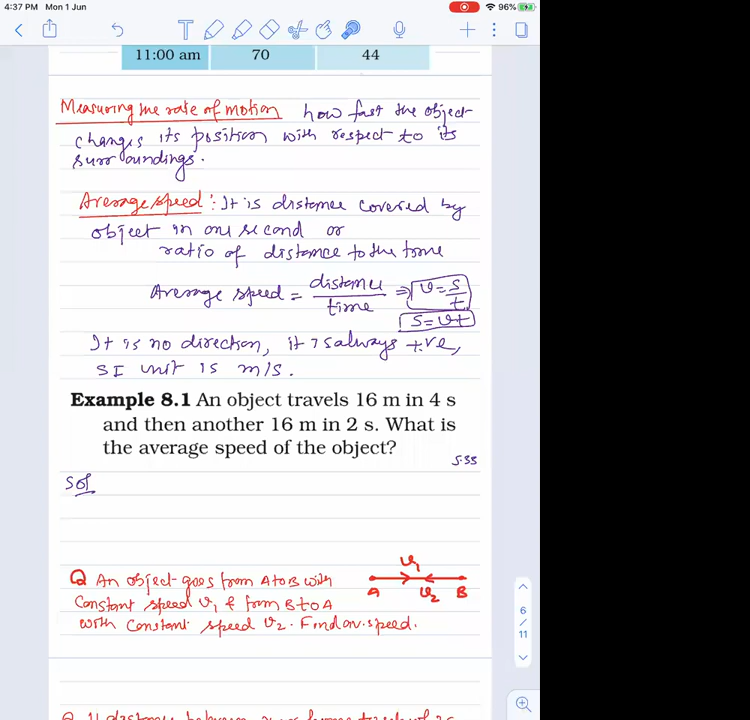 4:37 PM Mon 1 Jun
96%
11:00 am 70 44
Measuring the rate of motion how fast the object
changes its position with respect to its
surroundings.
Average speed: It is distance covered by
object in one second or
ratio of distance to the time
Average speed = distance/time ⇒ v = s/t
s = vt
It is no direction, it is always +ve,
SI unit is m/s.
Example 8.1 An object travels 16 m in 4 s
and then another 16 m in 2 s. What is
the average speed of the object?
5.33
Sol
v1
Q An object goes from A to B with
A v2 B
Constant speed v1 & from B to A
with constant speed v2. Find av. speed.
6
/
11